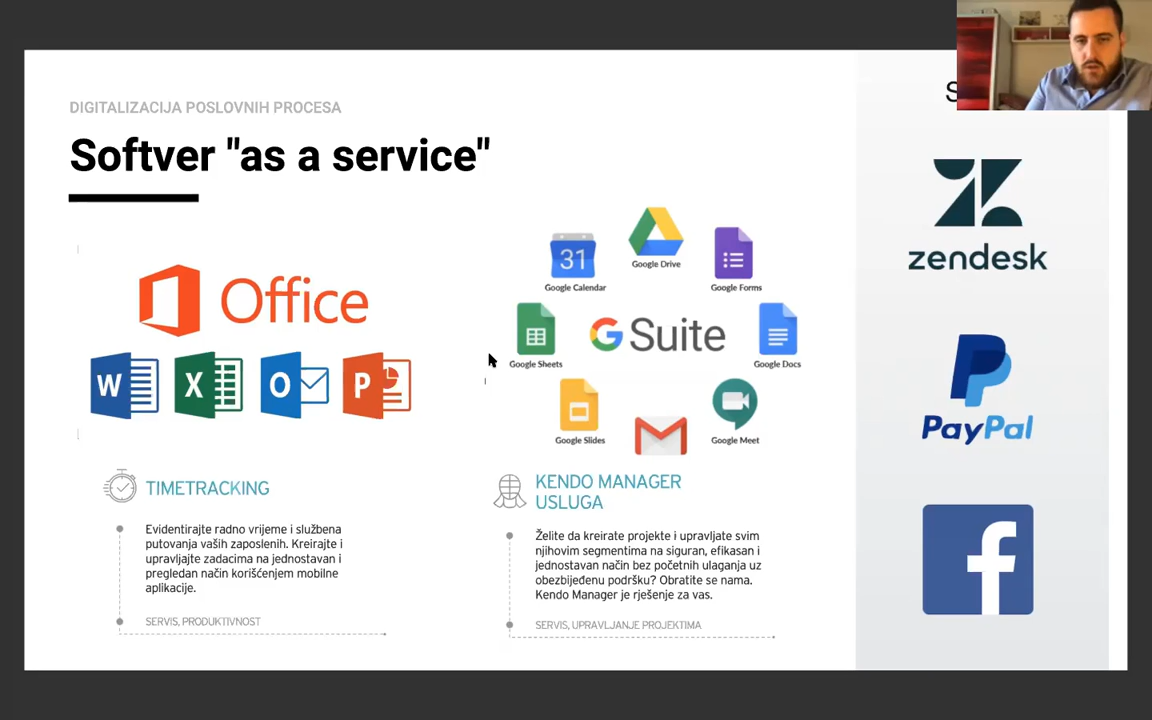 DIGITALIZACIJA POSLOVNIH PROCESA
Softver "as a service"
Office
W
X
O
P
31
Google Calendar
Google Drive
Google Forms
Google Sheets
G Suite
Google Docs
Google Slides
Google Meet
TIMETRACKING
Evidentirajte radno vrijeme i službena
putovanja vaših zaposlenih. Kreirajte i
upravljajte zadacima na jednostavan i
pregledan način korišćenjem mobilne
aplikacije.
SERVIS, PRODUKTIVNOST
KENDO MANAGER
USLUGA
Želite da kreirate projekte i upravljate svim
njihovim segmentima na siguran, efikasan i
jednostavan način bez početnih ulaganja uz
obezbijeđenu podršku? Obratite se nama.
Kendo Manager je rješenje za vas.
SERVIS, UPRAVLJANJE PROJEKTIMA
zendesk
PayPal
f